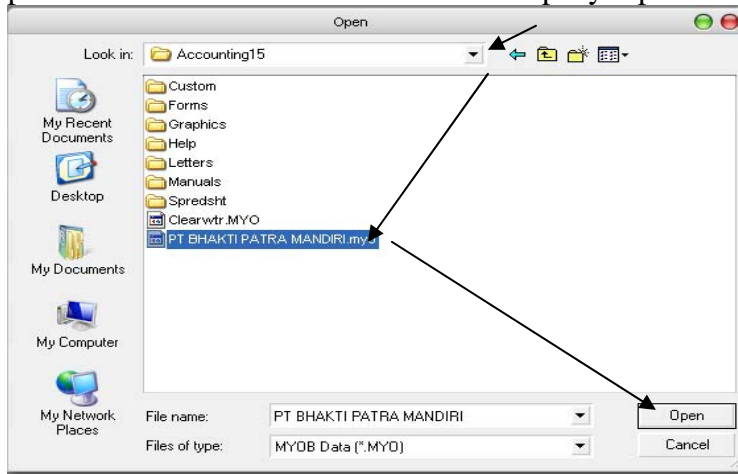 Open
Look in:
Accounting15
My Recent
Documents
Desktop
My Documents
My Computer
My Network
Places
Custom
Forms
Graphics
Help
Letters
Manuals
Spredsht
Clearwtr.MYO
PT BHAKTI PATRA MANDIRI.myo
File name:
PT BHAKTI PATRA MANDIRI
Open
Files of type:
MYOB Data (*.MYO)
Cancel